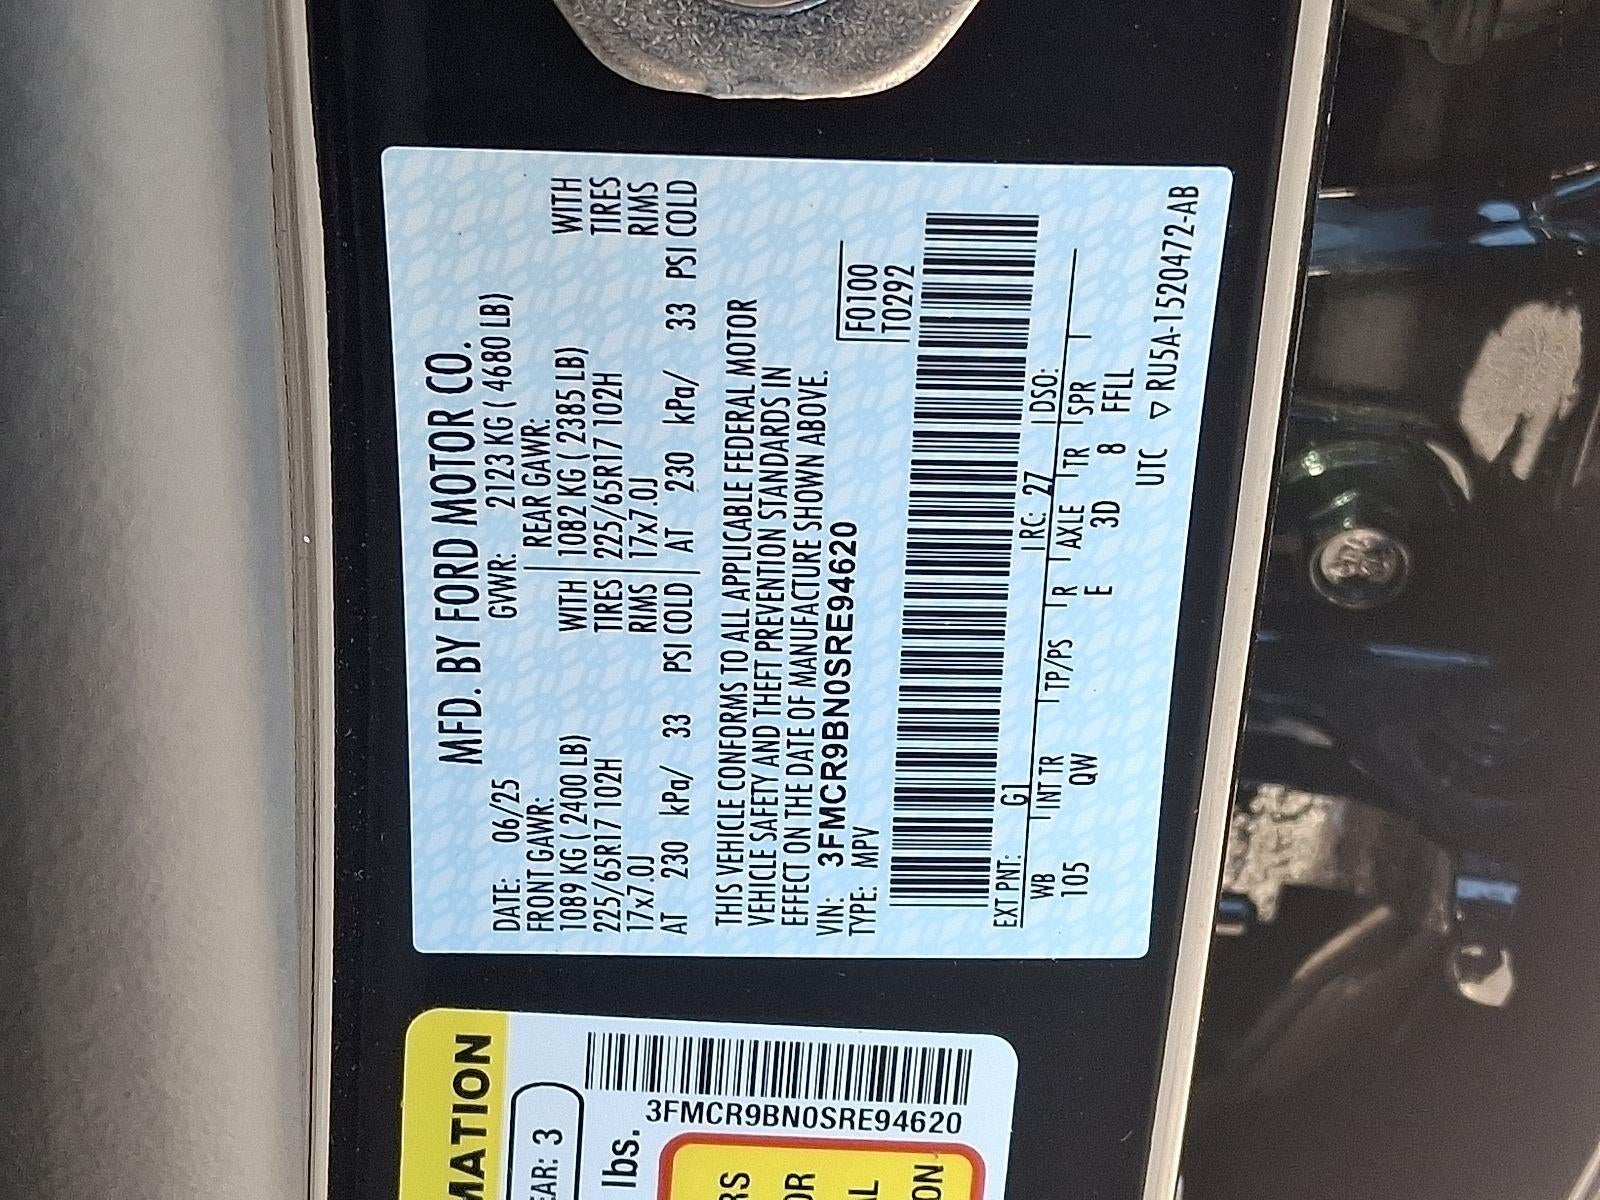 MFD. BY FORD MOTOR CO.
DATE: 06/25 GVWR: 2123 KG ( 4680 LB)
FRONT GAWR: REAR GAWR:
1089 KG ( 2400 LB) WITH 1082 KG ( 2385 LB) WITH
225/65R17 102H TIRES 225/65R17 102H TIRES
17x7.0J RIMS 17x7.0J RIMS
AT 230 kPa/ 33 PSI COLD AT 230 kPa/ 33 PSI COLD
THIS VEHICLE CONFORMS TO ALL APPLICABLE FEDERAL MOTOR
VEHICLE SAFETY AND THEFT PREVENTION STANDARDS IN
EFFECT ON THE DATE OF MANUFACTURE SHOWN ABOVE.
VIN: 3FMCR9BN0SRE94620
TYPE: MPV
F0100
T0292
EXT PNT: G1 RC: 27 DSO:
WB INT TR TP/PS R AXLE TR SPR
105 QW E 3D 8 FFLL
UTC ▽ RU5A-1520472-AB
MATION
EAR: 3
lbs.
3FMCR9BN0SRE94620
RS
OR
AL
ON